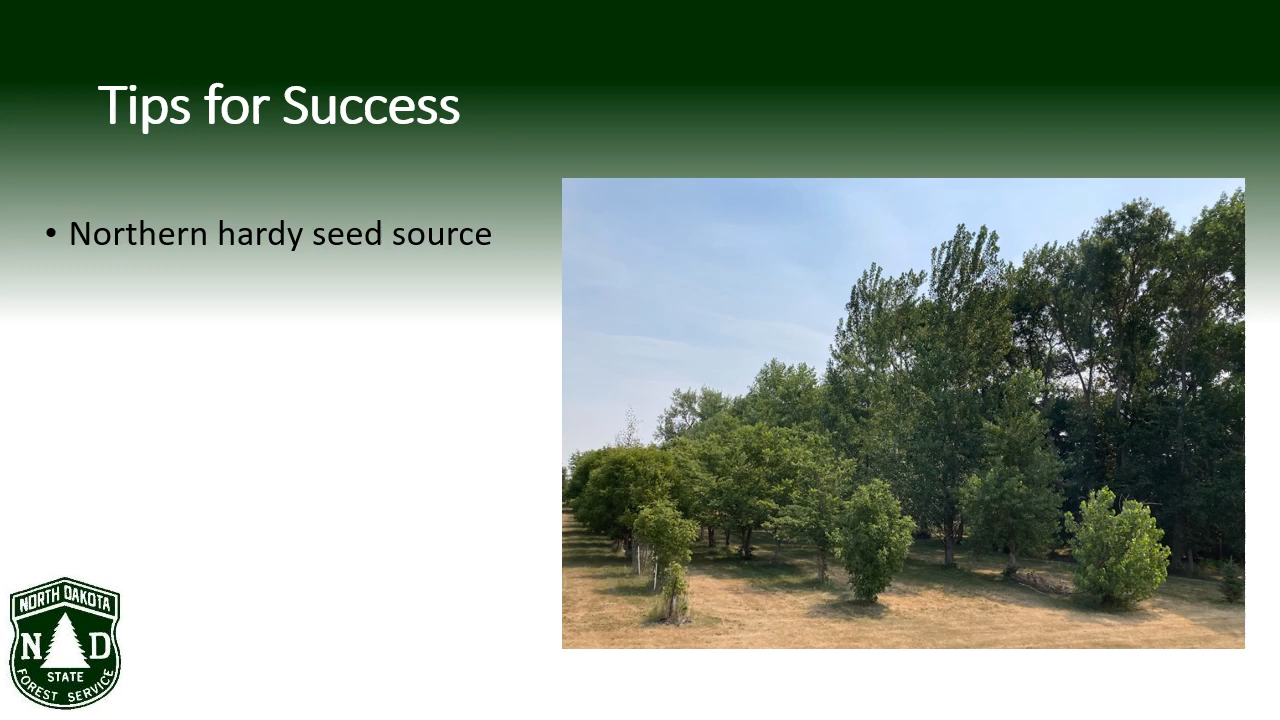 Tips for Success
• Northern hardy seed source
NORTH DAKOTA
N D
STATE
FOREST SERVICE